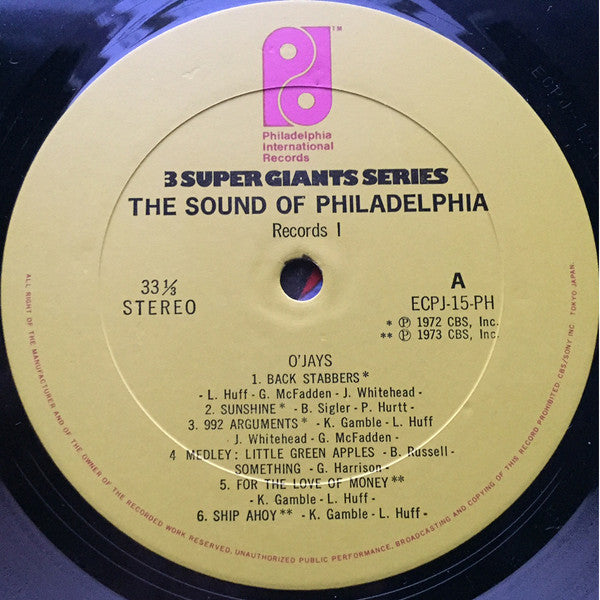 TM
Philadelphia
International
Records
3 SUPER GIANTS SERIES
THE SOUND OF PHILADELPHIA
Records I
33 1/3
STEREO
A
ECPJ-15-PH
* Ⓟ 1972 CBS, Inc.
** Ⓟ 1973 CBS, Inc.
O'JAYS
1. BACK STABBERS*
- L. Huff - G. McFadden - J. Whitehead -
2. SUNSHINE* - B. Sigler - P. Hurtt -
3. 992 ARGUMENTS* - K. Gamble - L. Huff
J. Whitehead - G. McFadden -
4 MEDLEY: LITTLE GREEN APPLES - B. Russell -
SOMETHING - G. Harrison -
5. FOR THE LOVE OF MONEY**
- K. Gamble - L. Huff -
6. SHIP AHOY** - K. Gamble - L. Huff -
ALL RIGHT OF THE MANUFACTURER AND OF THE OWNER OF THE RECORDED WORK RESERVED, UNAUTHORIZED PUBLIC PERFORMANCE, BROADCASTING AND COPYING OF THIS RECORD PROHIBITED CBS/SONY INC TOKYO JAPAN.